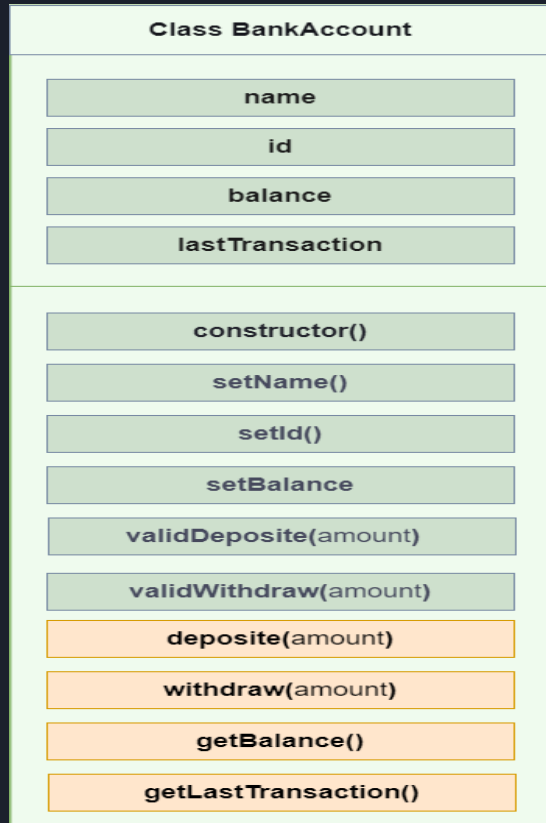 Class BankAccount
name
id
balance
lastTransaction
constructor()
setName()
setId()
setBalance
validDeposite(amount)
validWithdraw(amount)
deposite(amount)
withdraw(amount)
getBalance()
getLastTransaction()